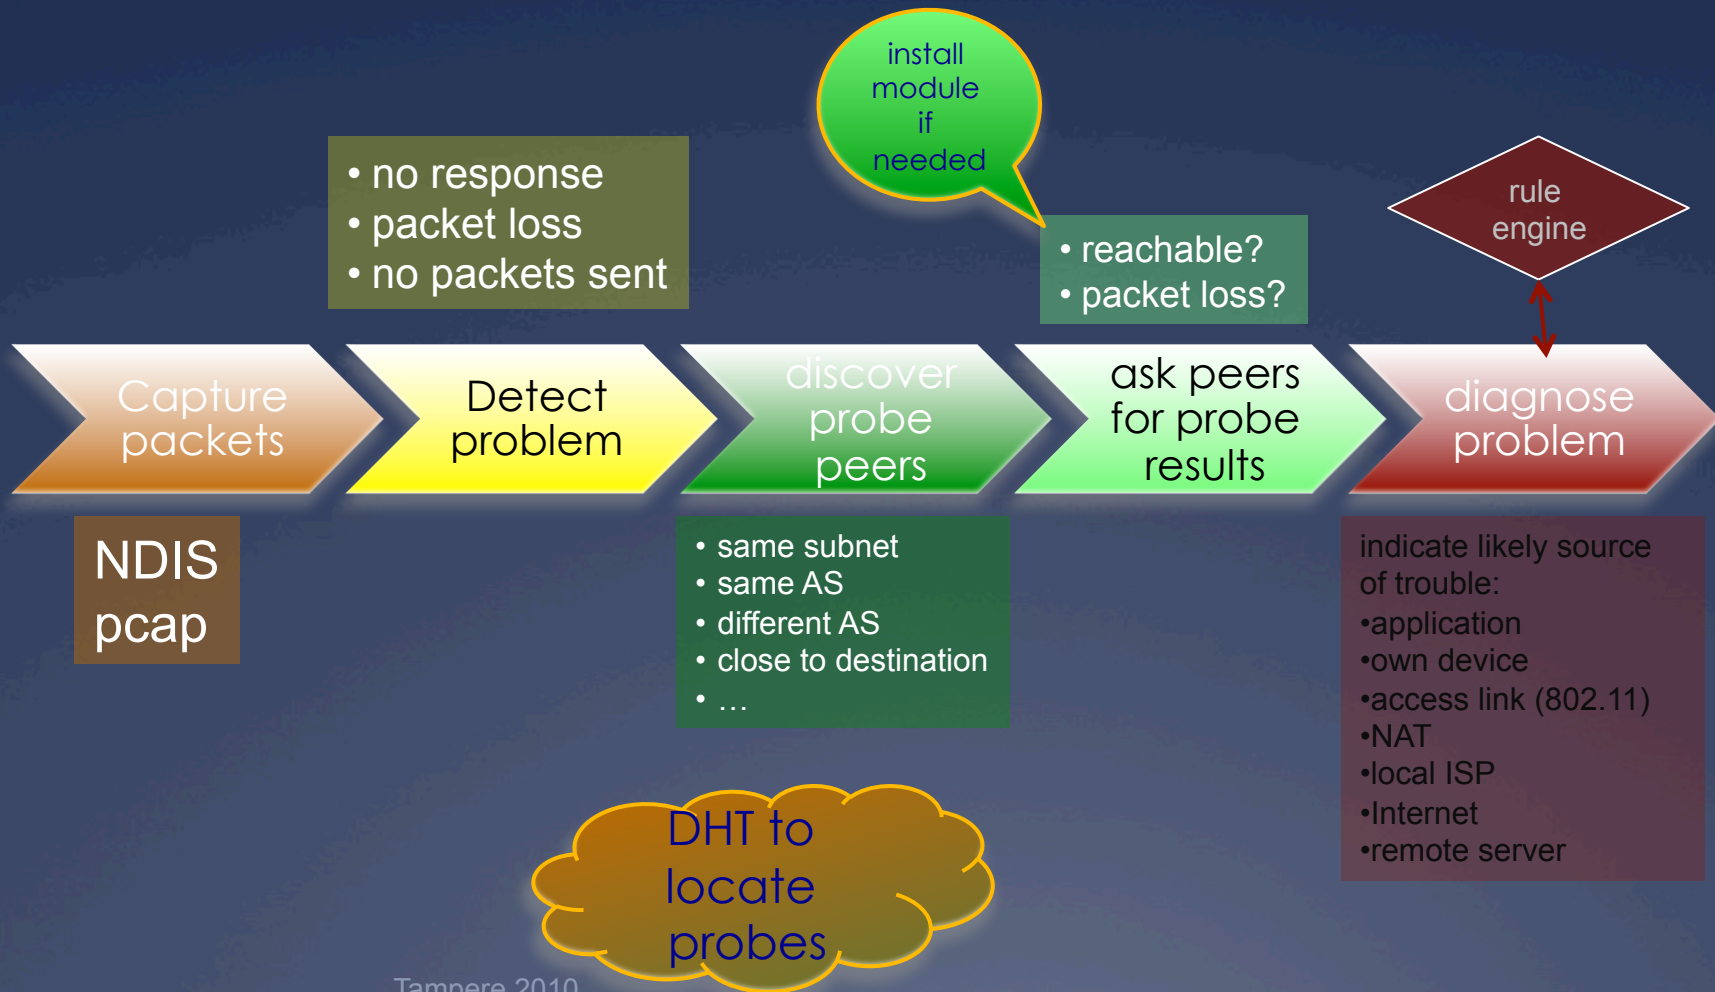 install
module
if
needed
• no response
• packet loss
• no packets sent
• reachable?
• packet loss?
rule
engine
Capture
packets
Detect
problem
discover
probe
peers
ask peers
for probe
results
diagnose
problem
NDIS
pcap
• same subnet
• same AS
• different AS
• close to destination
• …
indicate likely source
of trouble:
•application
•own device
•access link (802.11)
•NAT
•local ISP
•Internet
•remote server
DHT to
locate
probes
Tampere 2010